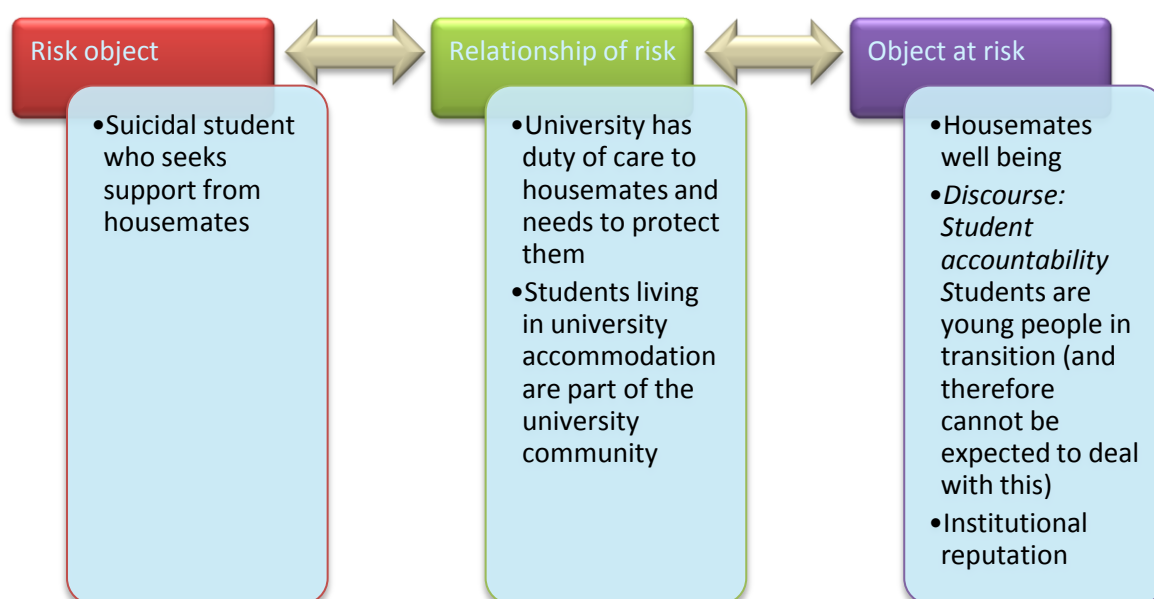 Risk object
•Suicidal student
who seeks
support from
housemates
Relationship of risk
•University has
duty of care to
housemates and
needs to protect
them
•Students living
in university
accommodation
are part of the
university
community
Object at risk
•Housemates
well being
•Discourse:
Student
accountability
Students are
young people in
transition (and
therefore
cannot be
expected to deal
with this)
•Institutional
reputation